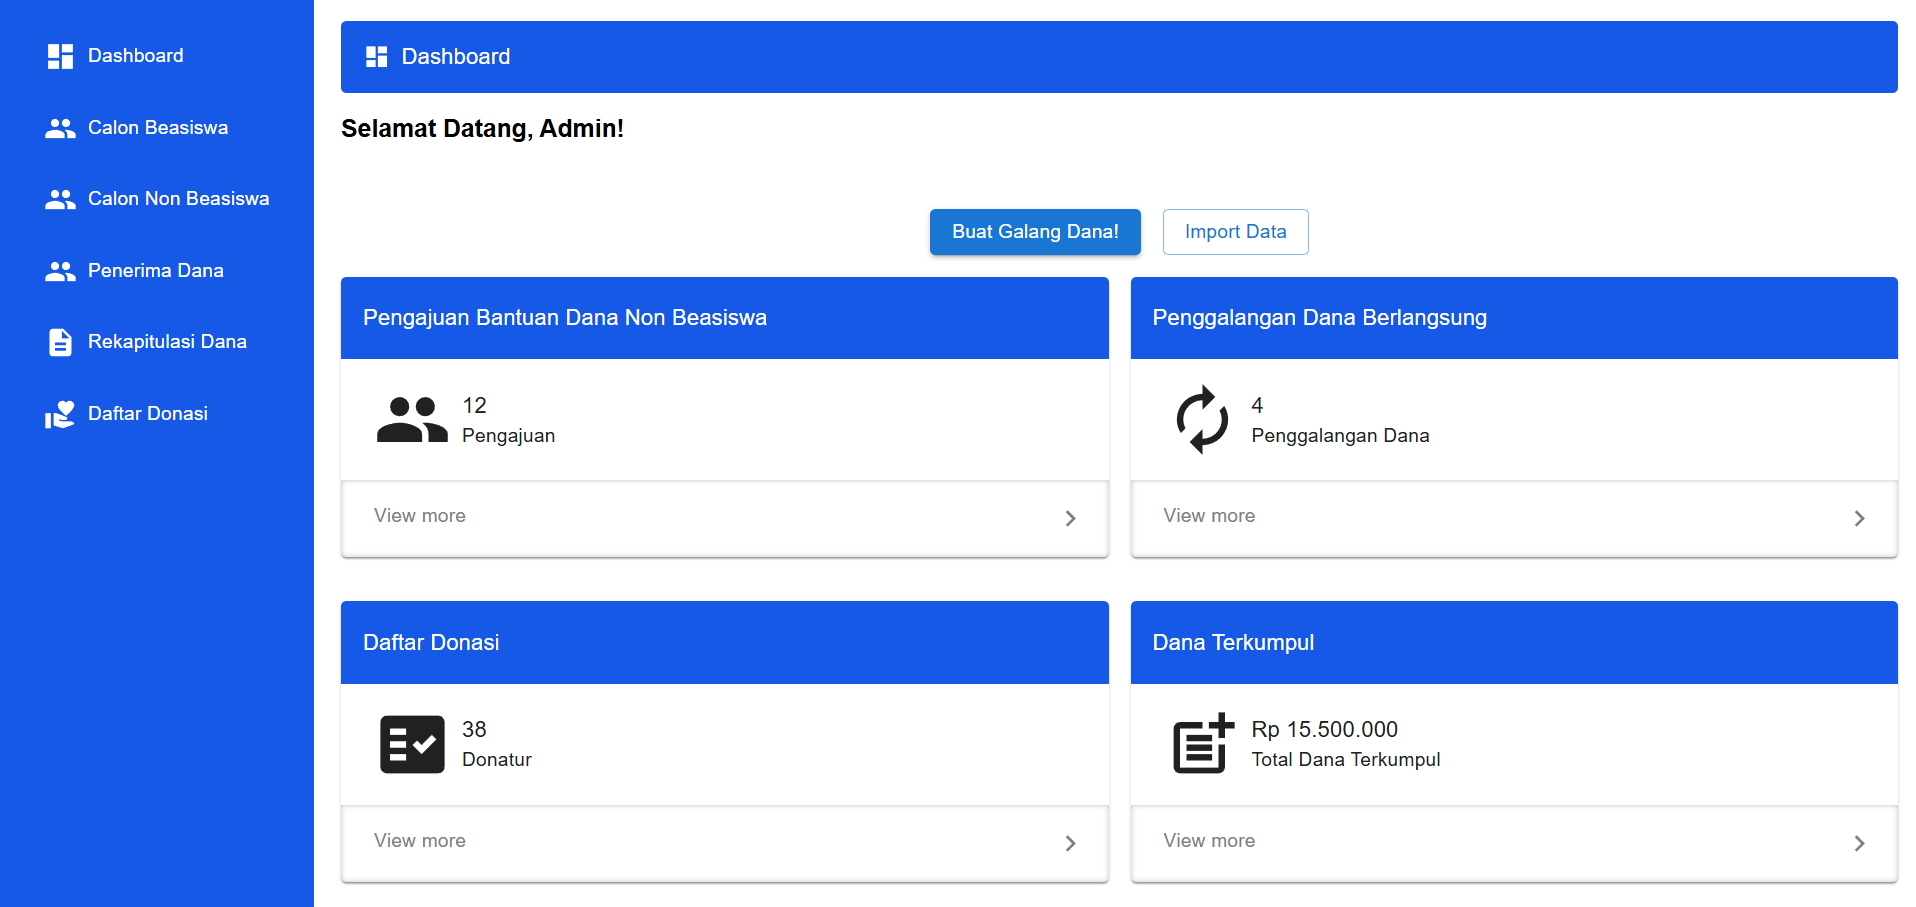 Dashboard
Calon Beasiswa
Calon Non Beasiswa
Penerima Dana
Rekapitulasi Dana
Daftar Donasi
Dashboard
Selamat Datang, Admin!
Buat Galang Dana!
Import Data
Pengajuan Bantuan Dana Non Beasiswa
12
Pengajuan
View more
Penggalangan Dana Berlangsung
4
Penggalangan Dana
View more
Daftar Donasi
38
Donatur
View more
Dana Terkumpul
Rp 15.500.000
Total Dana Terkumpul
View more